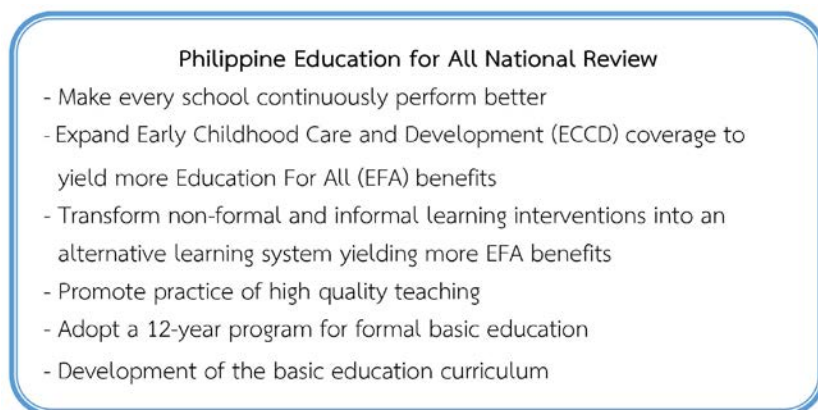 Philippine Education for All National Review
- Make every school continuously perform better
- Expand Early Childhood Care and Development (ECCD) coverage to
yield more Education For All (EFA) benefits
- Transform non-formal and informal learning interventions into an
alternative learning system yielding more EFA benefits
- Promote practice of high quality teaching
- Adopt a 12-year program for formal basic education
- Development of the basic education curriculum